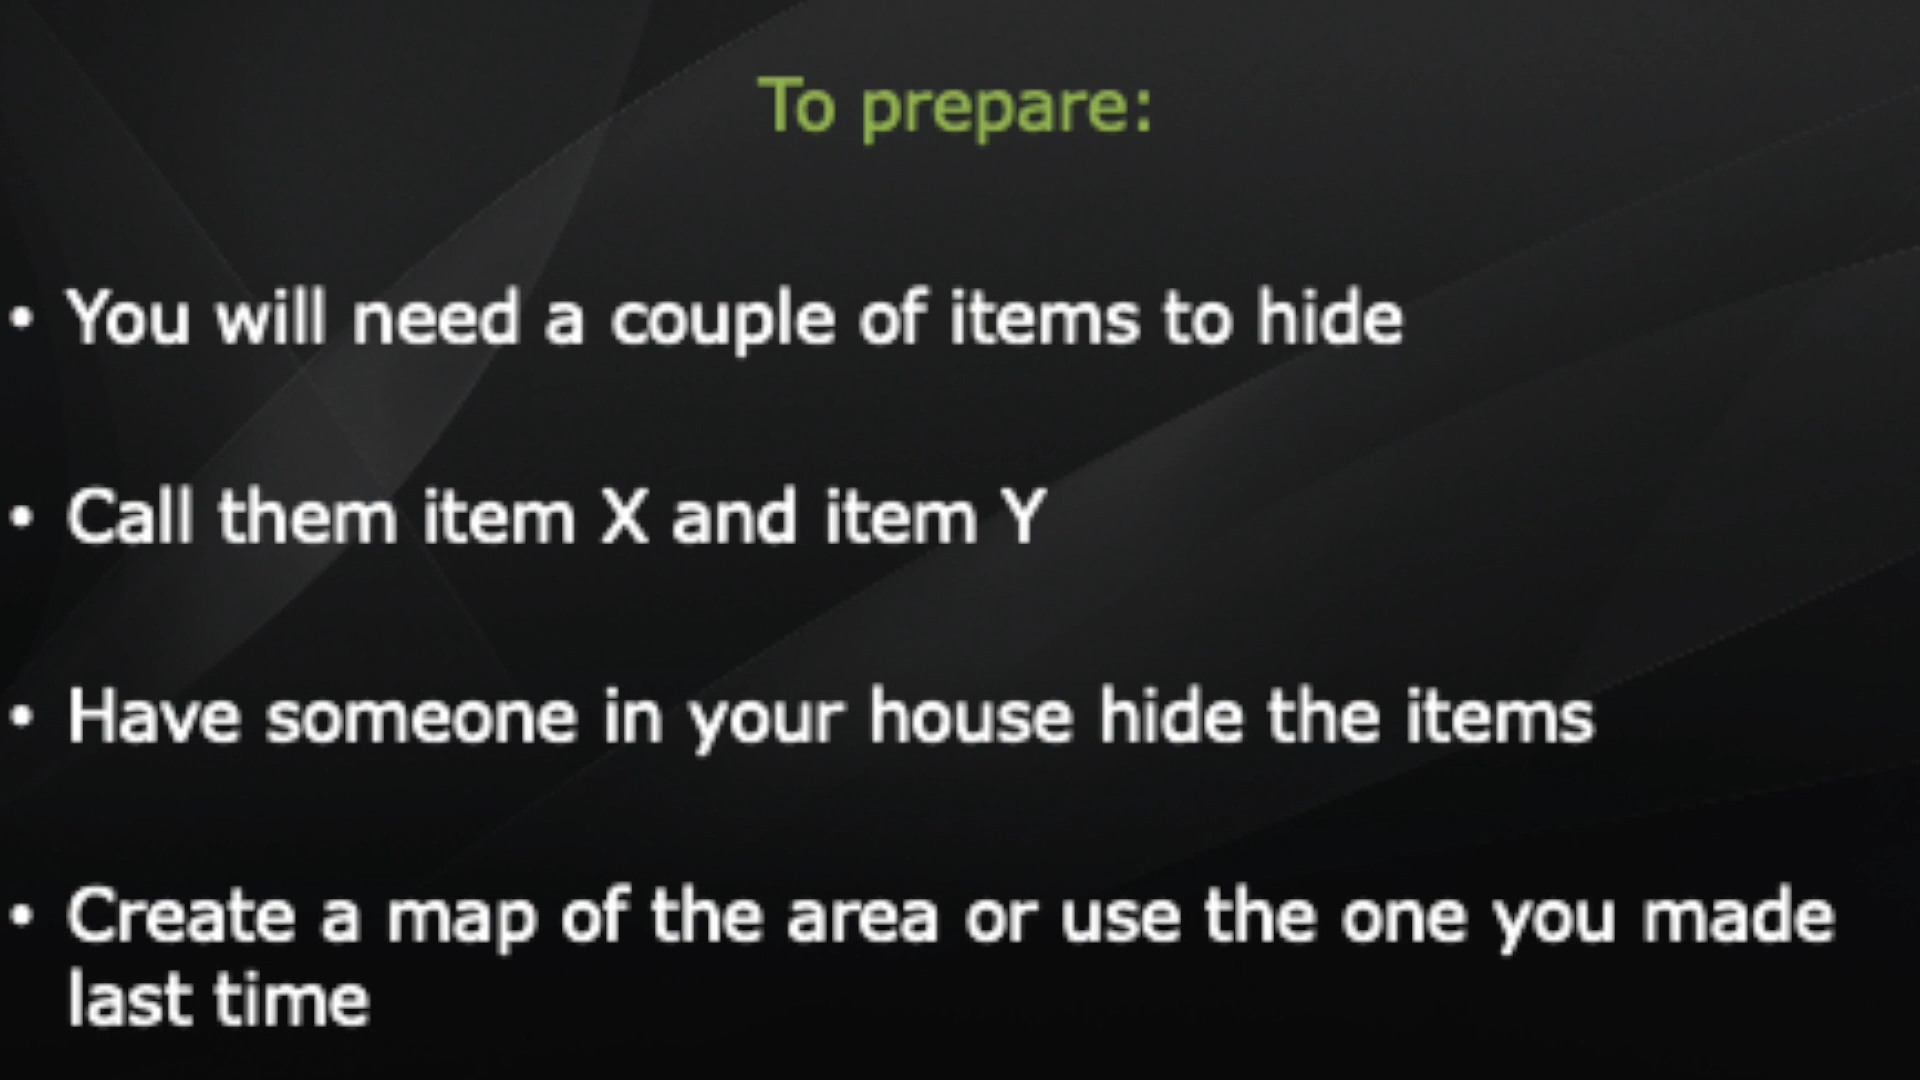 To prepare:
• You will need a couple of items to hide
• Call them item X and item Y
• Have someone in your house hide the items
• Create a map of the area or use the one you made
last time